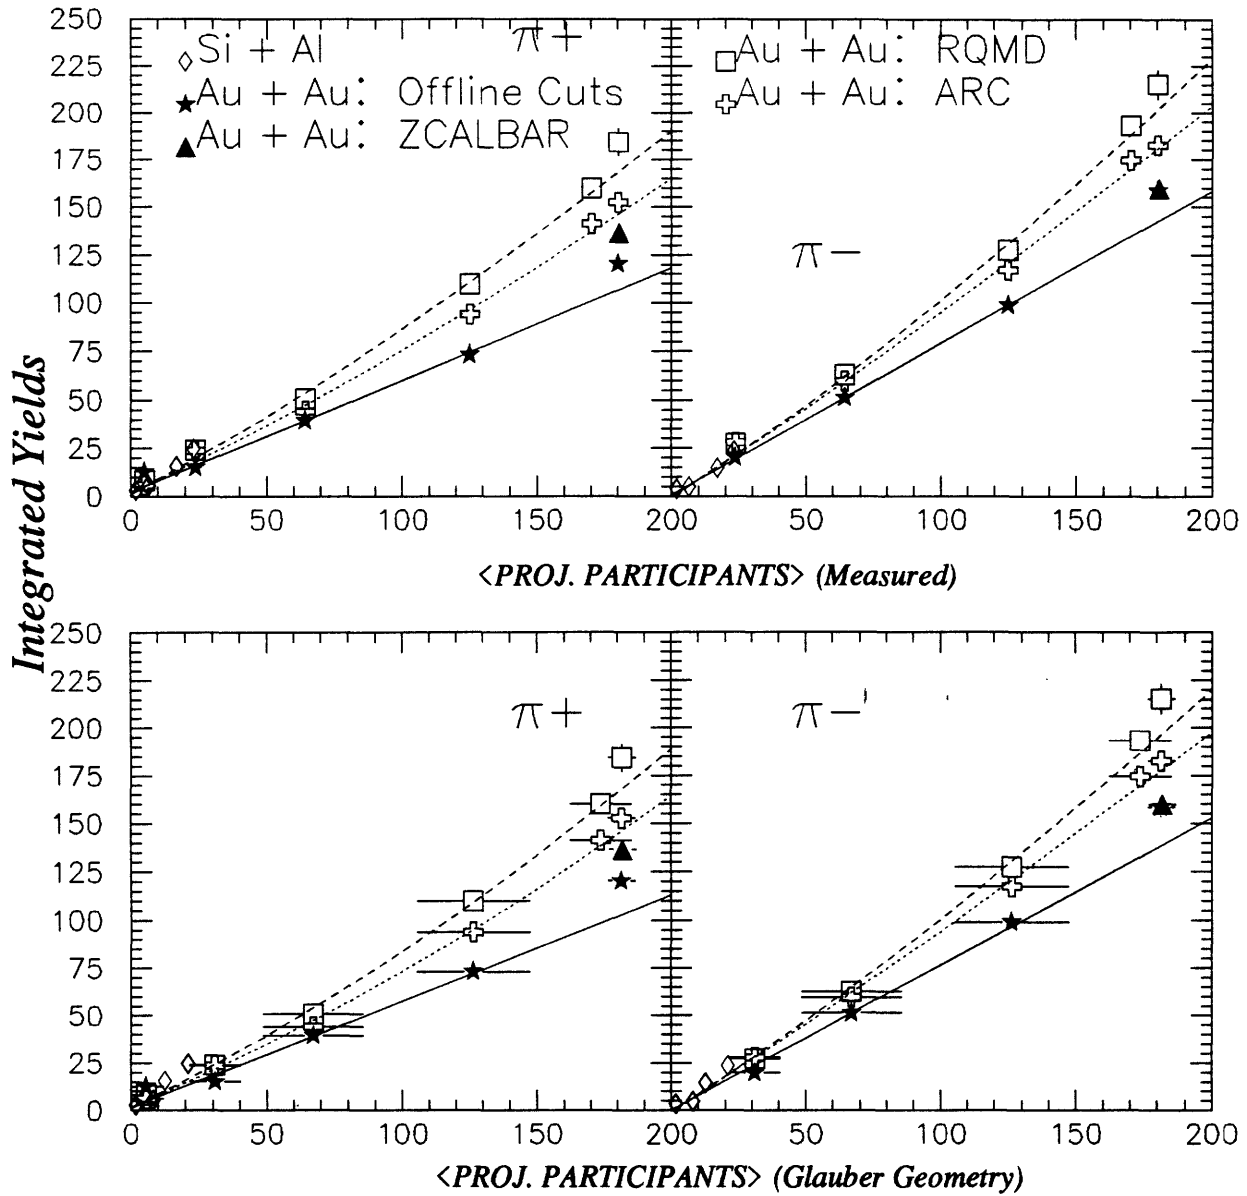 Integrated Yields
250
225
200
175
150
125
100
75
50
25
0
π+
Si + Al
Au + Au: Offline Cuts
Au + Au: ZCALBAR
Au + Au: RQMD
Au + Au: ARC
π−
0 50 100 150 200 50 100 150 200
<PROJ. PARTICIPANTS> (Measured)
250
225
200
175
150
125
100
75
50
25
0
π+
π−
0 50 100 150 200 50 100 150 200
<PROJ. PARTICIPANTS> (Glauber Geometry)